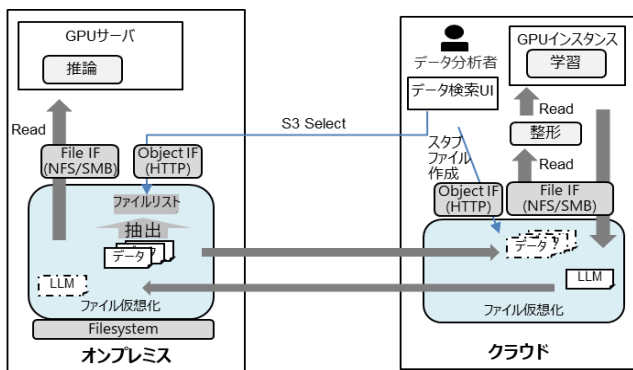 GPUサーバ
推論
Read
File IF
(NFS/SMB)
Object IF
(HTTP)
ファイルリスト
抽出
データ
LLM
ファイル仮想化
Filesystem
オンプレミス
S3 Select
データ分析者
データ検索UI
スタブ
ファイル
作成
Object IF
(HTTP)
GPUインスタンス
学習
Read
整形
Read
File IF
(NFS/SMB)
データ
LLM
ファイル仮想化
クラウド